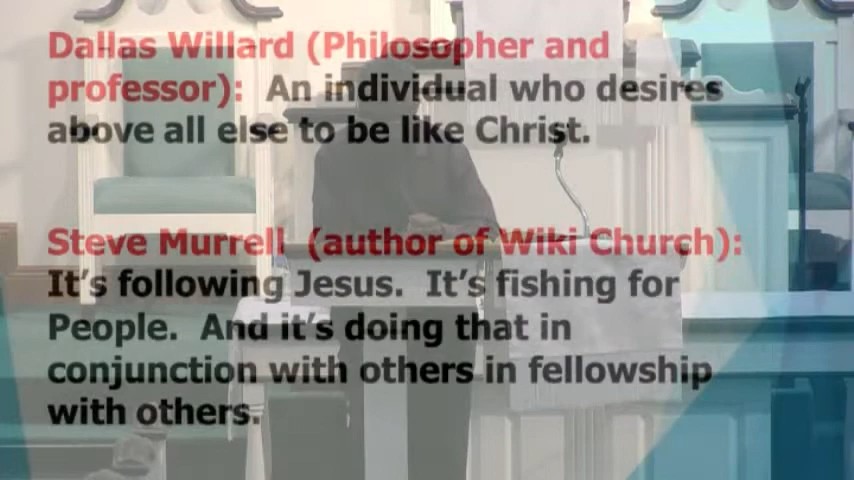 Dallas Willard (Philosopher and
professor): An individual who desires
above all else to be like Christ.
Steve Murrell (author of Wiki Church):
It's following Jesus. It's fishing for
People. And it's doing that in
conjunction with others in fellowship
with others.